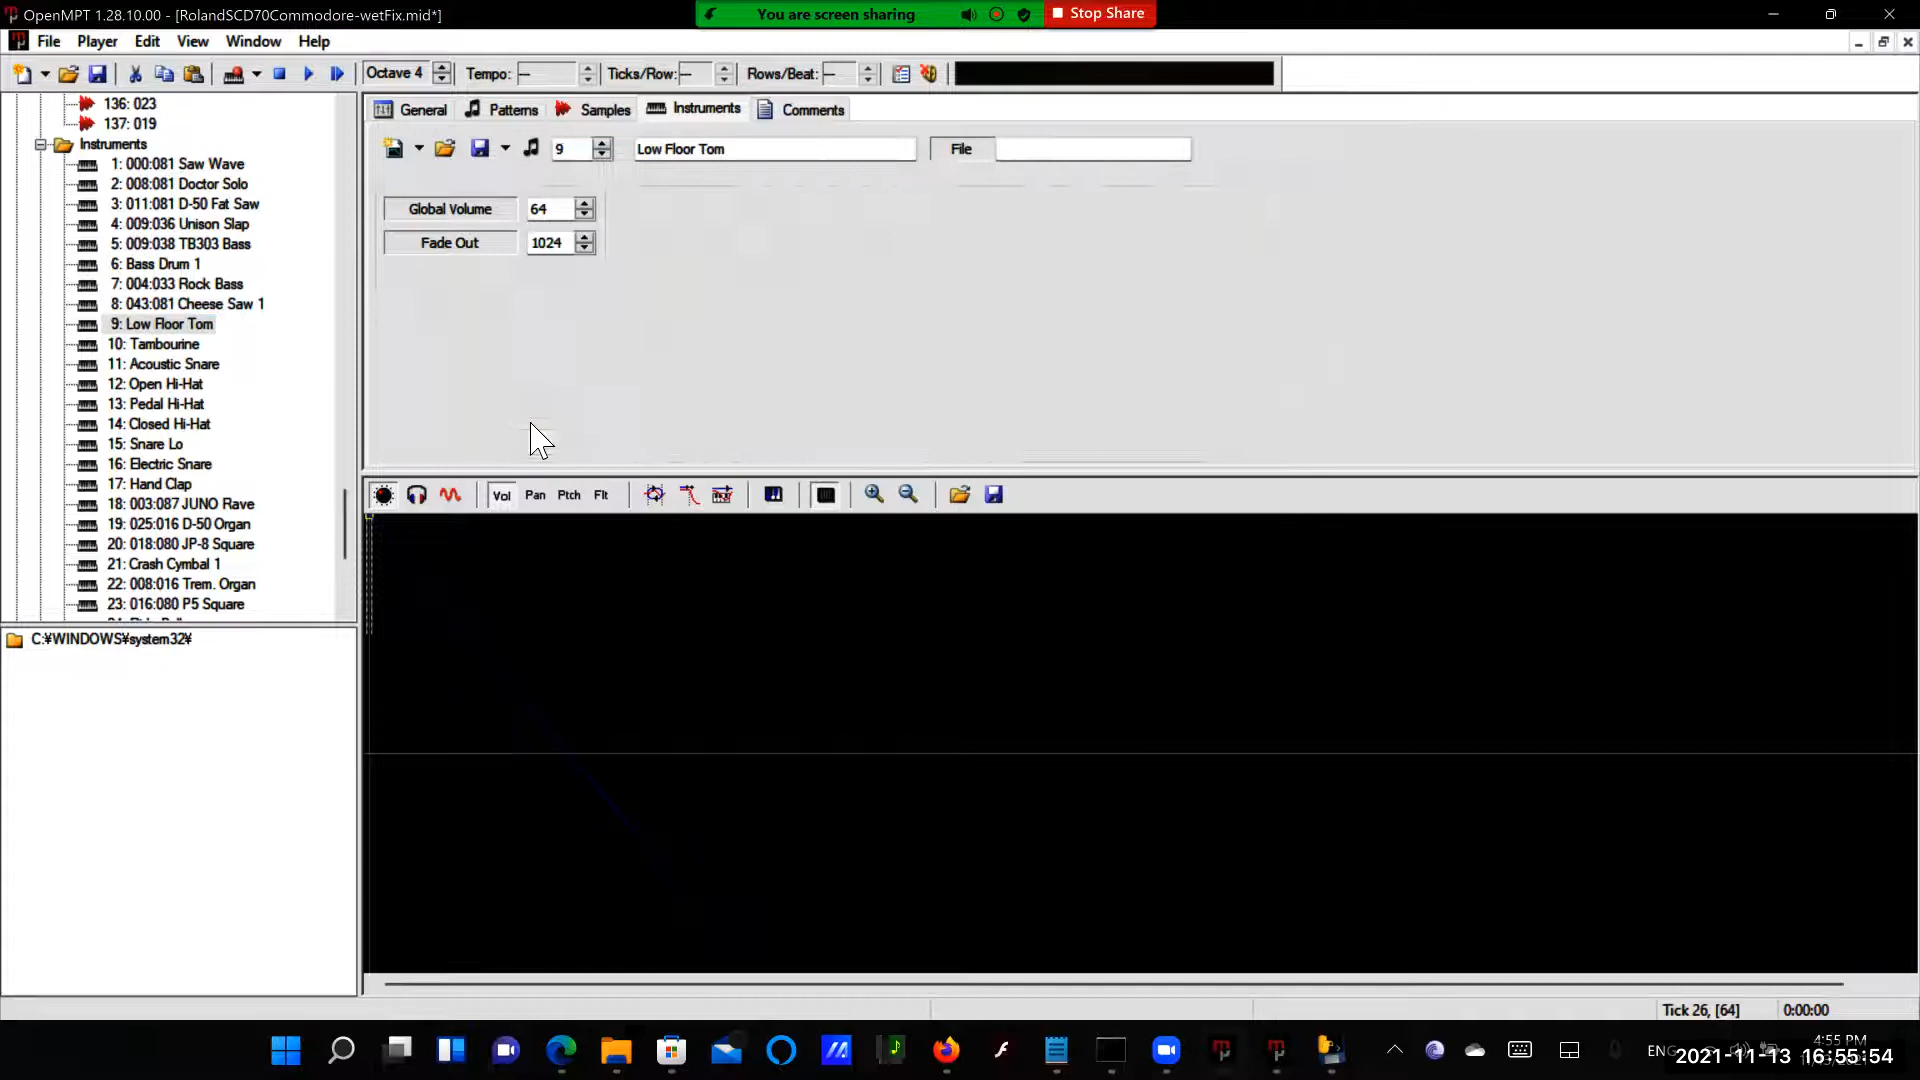 OpenMPT 1.28.10.00 - [RolandSCD70Commodore-wetFix.mid*]
You are screen sharing
Stop Share
File Player Edit View Window Help
Octave 4
Tempo:
Ticks/Row:
Rows/Beat:
136: 023
137: 019
Instruments
1: 000:081 Saw Wave
2: 008:081 Doctor Solo
3: 011:081 D-50 Fat Saw
4: 009:036 Unison Slap
5: 009:038 TB303 Bass
6: Bass Drum 1
7: 004:033 Rock Bass
8: 043:081 Cheese Saw 1
9: Low Floor Tom
10: Tambourine
11: Acoustic Snare
12: Open Hi-Hat
13: Pedal Hi-Hat
14: Closed Hi-Hat
15: Snare Lo
16: Electric Snare
17: Hand Clap
18: 003:087 JUNO Rave
19: 025:016 D-50 Organ
20: 018:080 JP-8 Square
21: Crash Cymbal 1
22: 008:016 Trem. Organ
23: 016:080 P5 Square
C:¥WINDOWS¥system32¥
General Patterns Samples Instruments Comments
9 Low Floor Tom File
Global Volume 64
Fade Out 1024
Vol Pan Ptch Flt
Tick 26, [64] 0:00:00
ENG
4:55 PM
2021-11-13 16:55:54